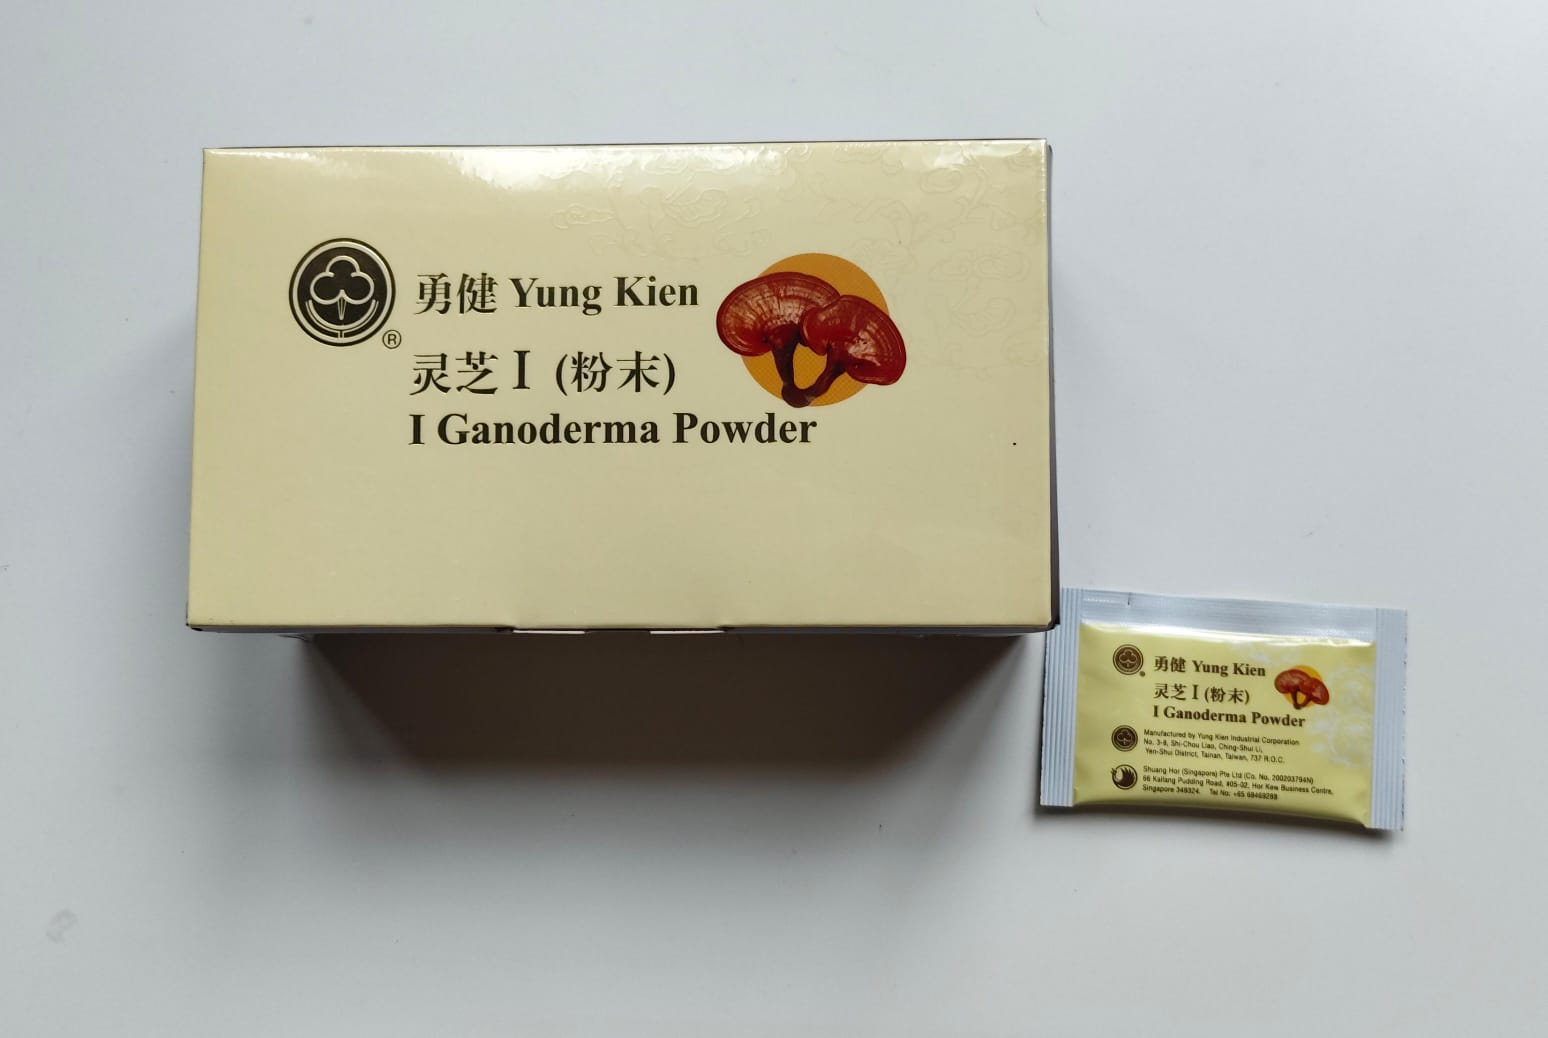 勇健 Yung Kien
灵芝 I (粉末)
I Ganoderma Powder
®
勇健 Yung Kien
灵芝 I (粉末)
I Ganoderma Powder
Manufactured by Yung Kien Industrial Corporation
No. 3-8, Shi-Chou Liao, Ching-Shui Li,
Yen-Shui District, Tainan, Taiwan, 737 R.O.C.
Shuang Hor (Singapore) Pte Ltd (Co. No. 200203794N)
66 Kallang Pudding Road, #05-02, Hor Kew Business Centre,
Singapore 349324. Tel No: +65 68469288